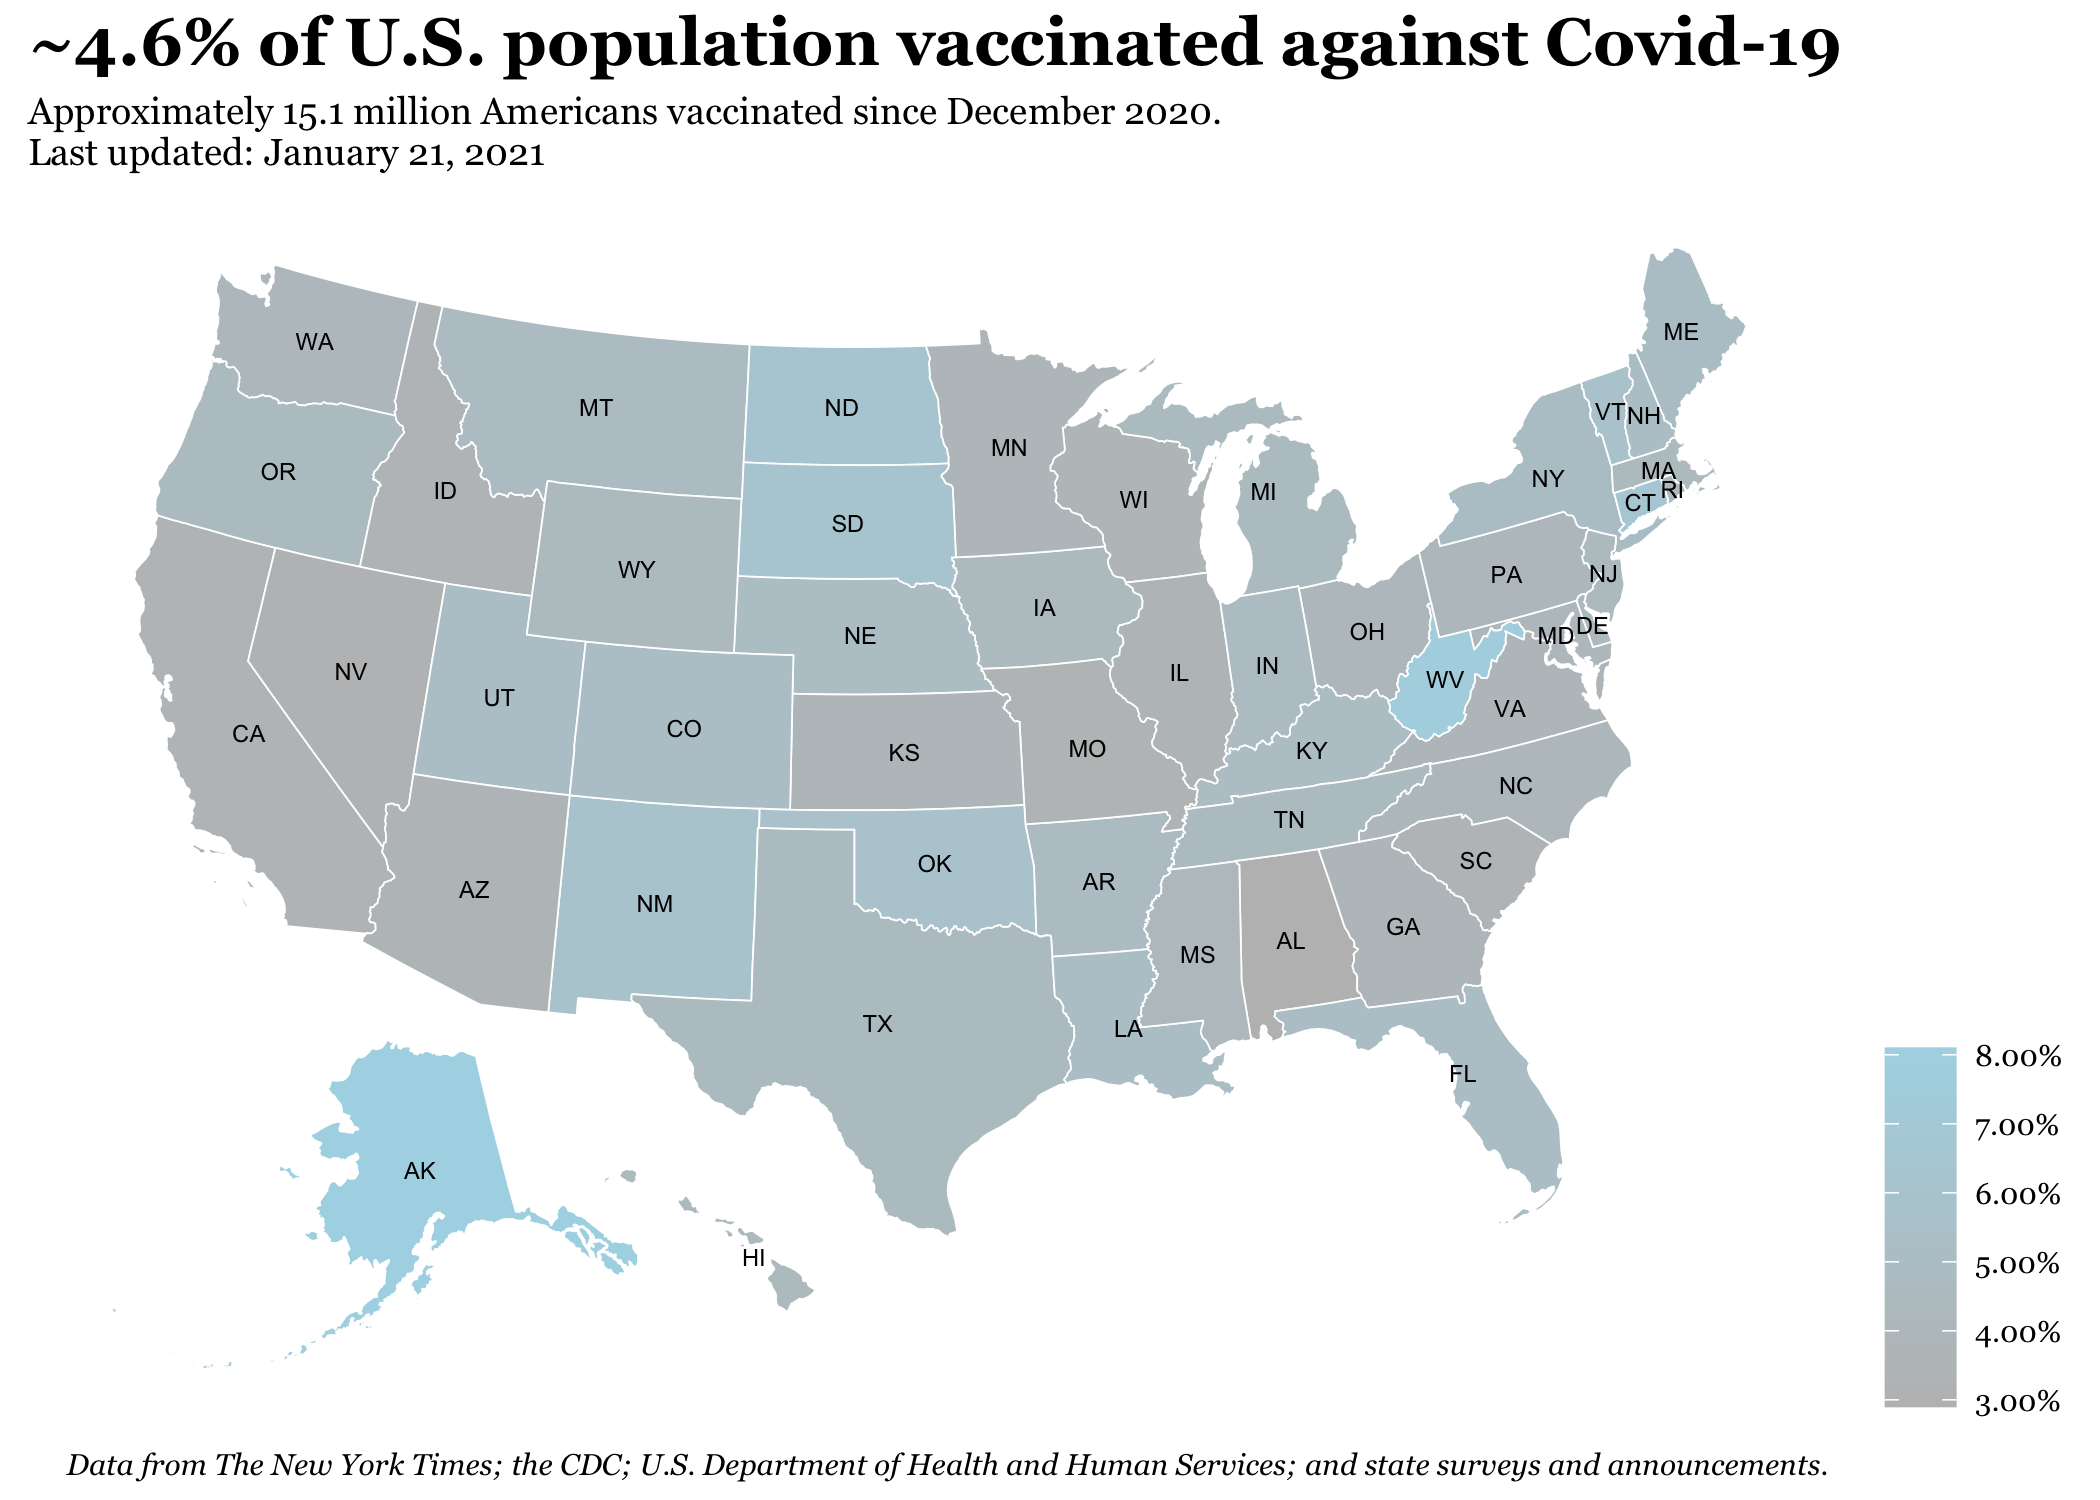 ~4.6% of U.S. population vaccinated against Covid-19
Approximately 15.1 million Americans vaccinated since December 2020.
Last updated: January 21, 2021
ME
WA
MT
ND
VT
NH
MN
OR
MA
NY
RI
ID
MI
WI
CT
SD
WY
PA
NJ
IA
DE
NE
OH
MD
IN
NV
IL
WV
UT
VA
CO
CA
MO
KY
KS
NC
TN
SC
OK
AR
AZ
NM
GA
AL
MS
TX
LA
FL
AK
HI
8.00%
7.00%
6.00%
5.00%
4.00%
3.00%
Data from The New York Times; the CDC; U.S. Department of Health and Human Services; and state surveys and announcements.